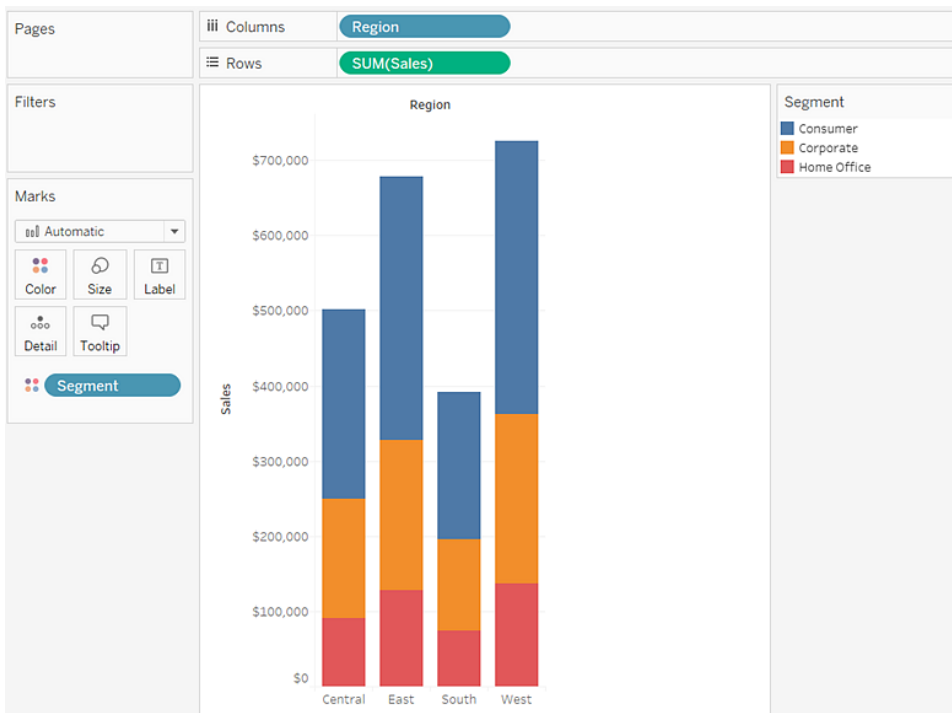 Pages
Columns
Region
Rows
SUM(Sales)
Filters
Marks
Automatic
Color
Size
Label
Detail
Tooltip
Segment
Region
$700,000
$600,000
$500,000
$400,000
$300,000
$200,000
$100,000
$0
Sales
Central East South West
Segment
Consumer
Corporate
Home Office